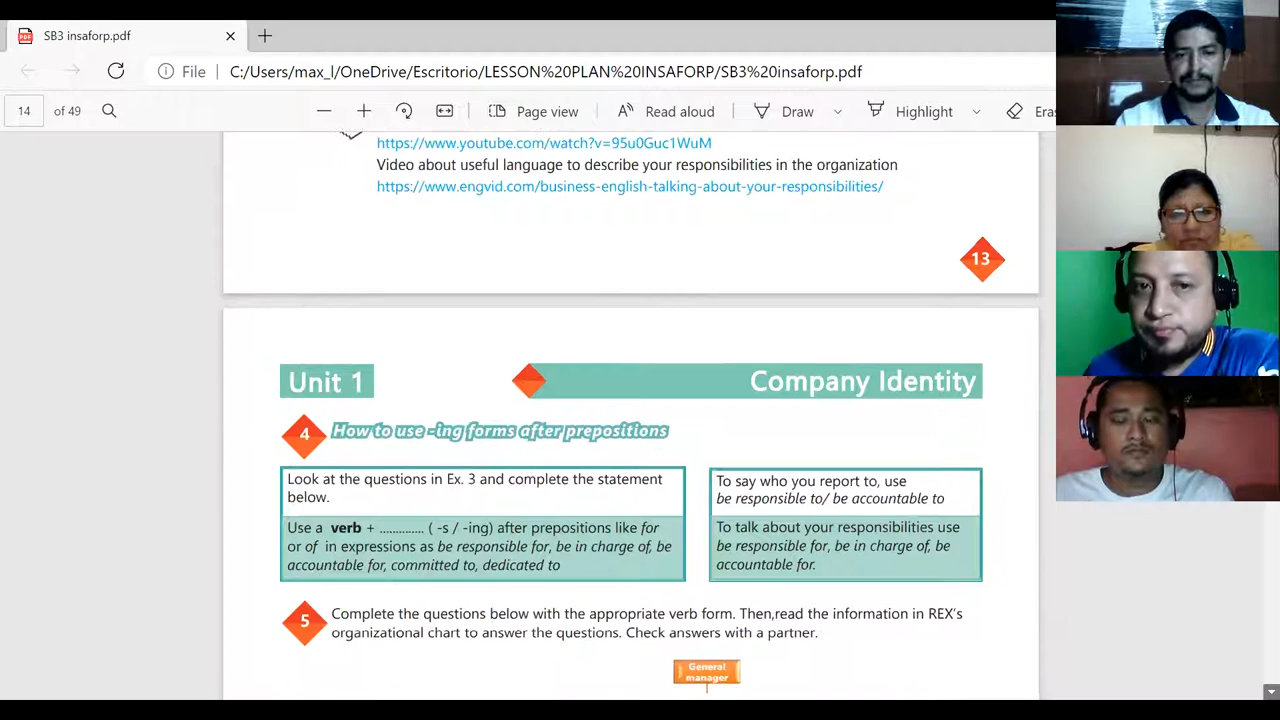 SB3 insaforp.pdf
File
C:/Users/max_l/OneDrive/Escritorio/LESSON%20PLAN%20INSAFORP/SB3%20insaforp.pdf
14 of 49
Page view
Read aloud
Draw
Highlight
Eras
https://www.youtube.com/watch?v=95u0Guc1WuM
Video about useful language to describe your responsibilities in the organization
https://www.engvid.com/business-english-talking-about-your-responsibilities/
13
Unit 1
Company Identity
4 How to use -ing forms after prepositions
Look at the questions in Ex. 3 and complete the statement
below.
Use a verb + .............. ( -s / -ing) after prepositions like for
or of in expressions as be responsible for, be in charge of, be
accountable for, committed to, dedicated to
To say who you report to, use
be responsible to/ be accountable to
To talk about your responsibilities use
be responsible for, be in charge of, be
accountable for.
5 Complete the questions below with the appropriate verb form. Then,read the information in REX's
organizational chart to answer the questions. Check answers with a partner.
General
manager